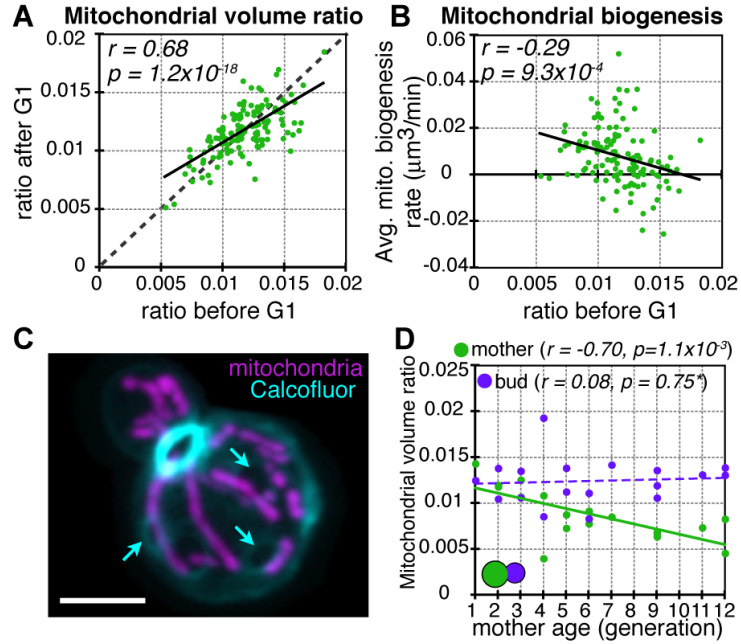 A Mitochondrial volume ratio
r = 0.68
p = 1.2x10-18
0.02
0.015
0.01
0.005
0
0 0.005 0.01 0.015 0.02
ratio after G1
ratio before G1
B Mitochondrial biogenesis
r = -0.29
p = 9.3x10-4
0.06
0.02
0
-0.02
-0.04
0 0.005 0.01 0.015 0.02
Avg. mito. biogenesis
rate (μm3/min)
ratio before G1
C
mitochondria
Calcofluor
D mother (r = -0.70, p=1.1x10-3)
bud (r = 0.08, p = 0.75*)
0.025
0.02
0.015
0.01
0.005
0
1 2 3 4 5 6 7 8 9 10 11 12
Mitochondrial volume ratio
mother age (generation)